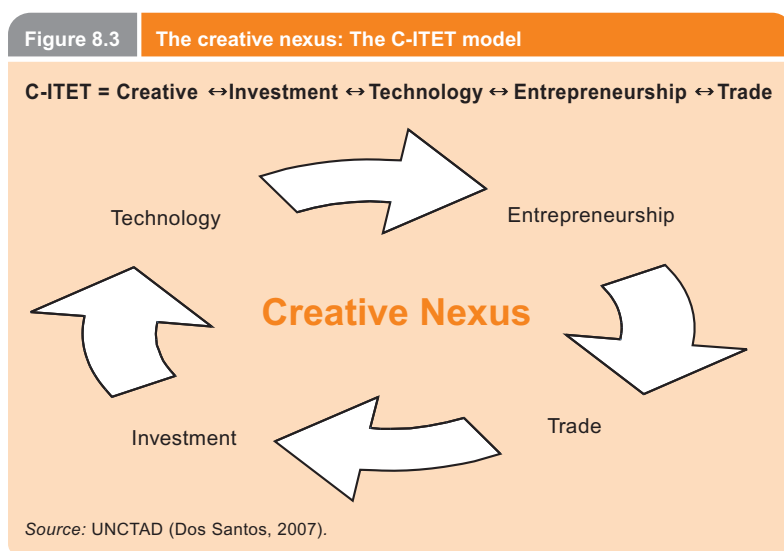 Figure 8.3 The creative nexus: The C-ITET model
C-ITET = Creative ↔Investment ↔Technology ↔ Entrepreneurship ↔Trade
Technology
Entrepreneurship
Creative Nexus
Investment
Trade
Source: UNCTAD (Dos Santos, 2007).